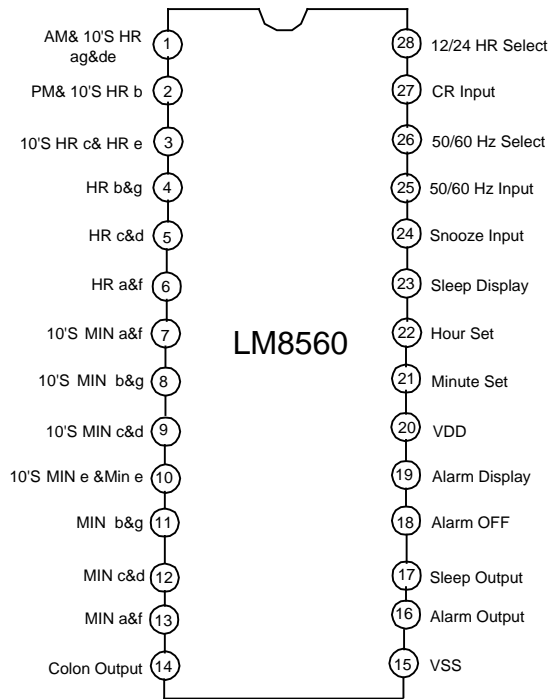 AM& 10'S HR
ag&de
1
PM& 10'S HR b
2
10'S HR c& HR e
3
HR b&g
4
HR c&d
5
HR a&f
6
10'S MIN a&f
7
10'S MIN b&g
8
10'S MIN c&d
9
10'S MIN e &Min e
10
MIN b&g
11
MIN c&d
12
MIN a&f
13
Colon Output
14
LM8560
28
12/24 HR Select
27
CR Input
26
50/60 Hz Select
25
50/60 Hz Input
24
Snooze Input
23
Sleep Display
22
Hour Set
21
Minute Set
20
VDD
19
Alarm Display
18
Alarm OFF
17
Sleep Output
16
Alarm Output
15
VSS